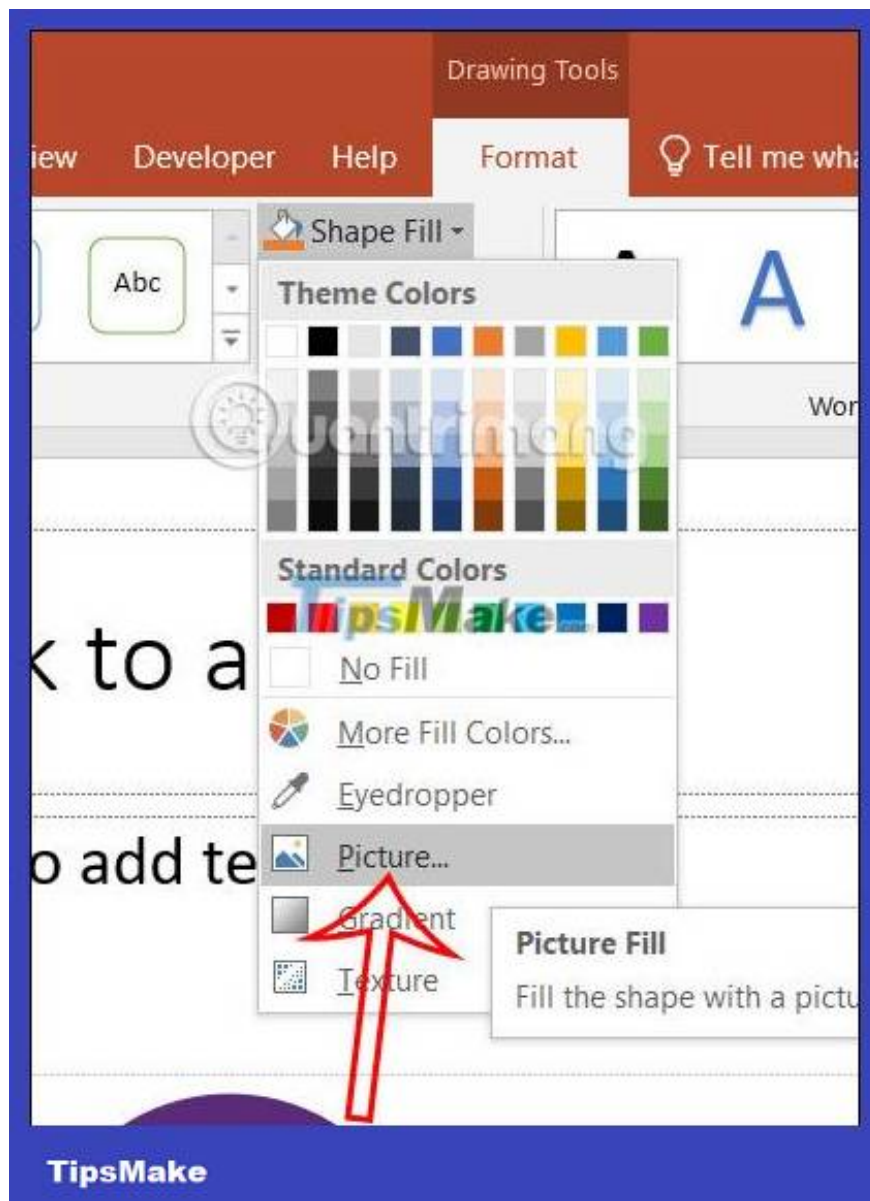 Drawing Tools
iew Developer Help Format Tell me wha
Shape Fill
Abc
A A
Theme Colors
Wor
uantrimang
Standard Colors
TipsMake.com
k to a
No Fill
More Fill Colors...
Eyedropper
o add te
Picture...
Gradient
Picture Fill
Texture
Fill the shape with a pictu
TipsMake